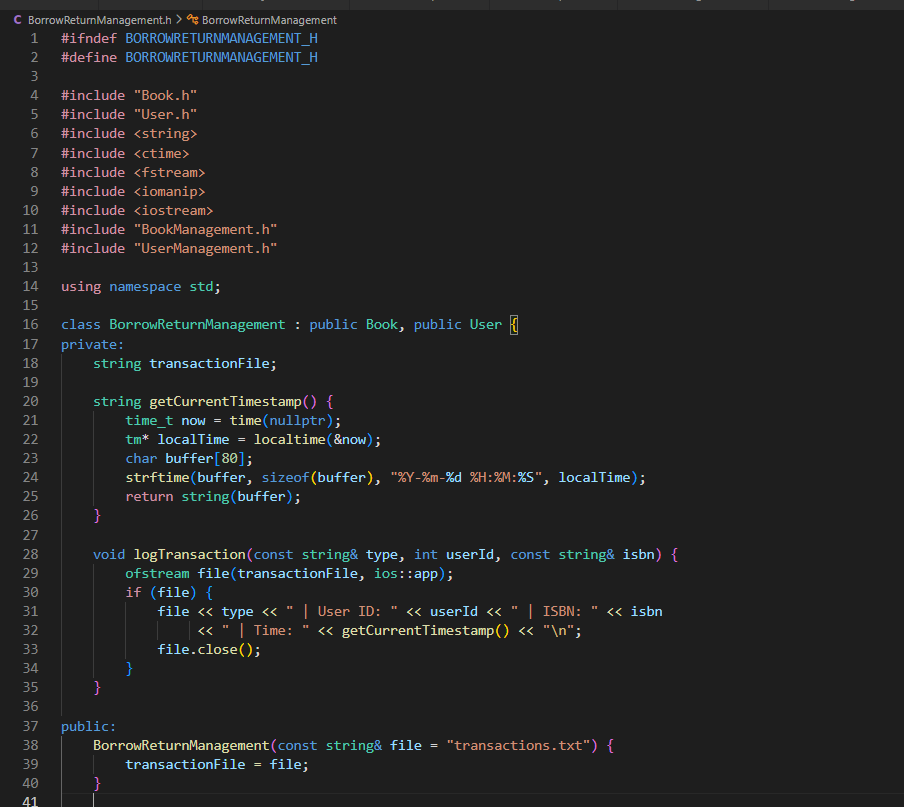 BorrowReturnManagement.h > BorrowReturnManagement
1 #ifndef BORROWRETURNMANAGEMENT_H
2 #define BORROWRETURNMANAGEMENT_H
3
4 #include "Book.h"
5 #include "User.h"
6 #include <string>
7 #include <ctime>
8 #include <fstream>
9 #include <iomanip>
10 #include <iostream>
11 #include "BookManagement.h"
12 #include "UserManagement.h"
13
14 using namespace std;
15
16 class BorrowReturnManagement : public Book, public User {
17 private:
18     string transactionFile;
19
20     string getCurrentTimestamp() {
21         time_t now = time(nullptr);
22         tm* localTime = localtime(&now);
23         char buffer[80];
24         strftime(buffer, sizeof(buffer), "%Y-%m-%d %H:%M:%S", localTime);
25         return string(buffer);
26     }
27
28     void logTransaction(const string& type, int userId, const string& isbn) {
29         ofstream file(transactionFile, ios::app);
30         if (file) {
31             file << type << " | User ID: " << userId << " | ISBN: " << isbn
32                  << " | Time: " << getCurrentTimestamp() << "\n";
33             file.close();
34         }
35     }
36
37 public:
38     BorrowReturnManagement(const string& file = "transactions.txt") {
39         transactionFile = file;
40     }
41